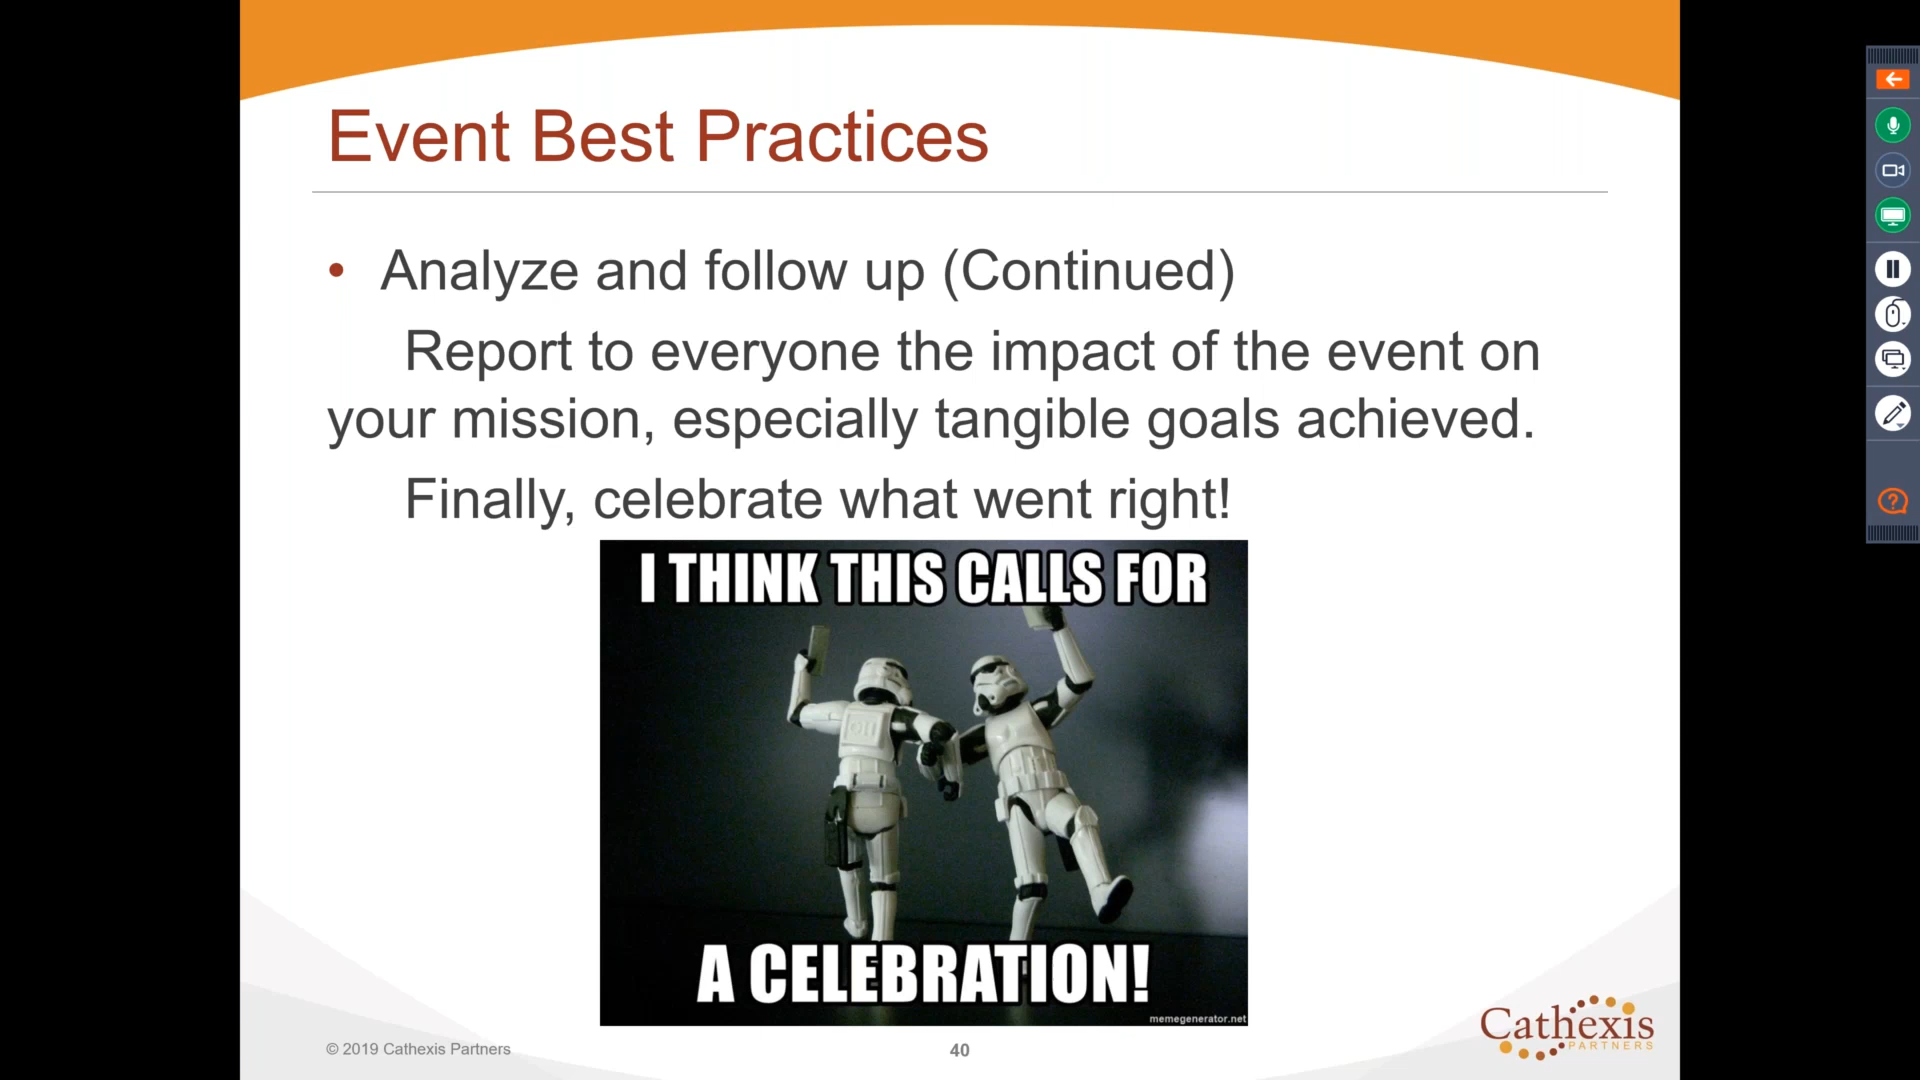 Event Best Practices
• Analyze and follow up (Continued)
Report to everyone the impact of the event on
your mission, especially tangible goals achieved.
Finally, celebrate what went right!
I THINK THIS CALLS FOR
A CELEBRATION!
memegenerator.net
© 2019 Cathexis Partners
40
Cathexis
PARTNERS